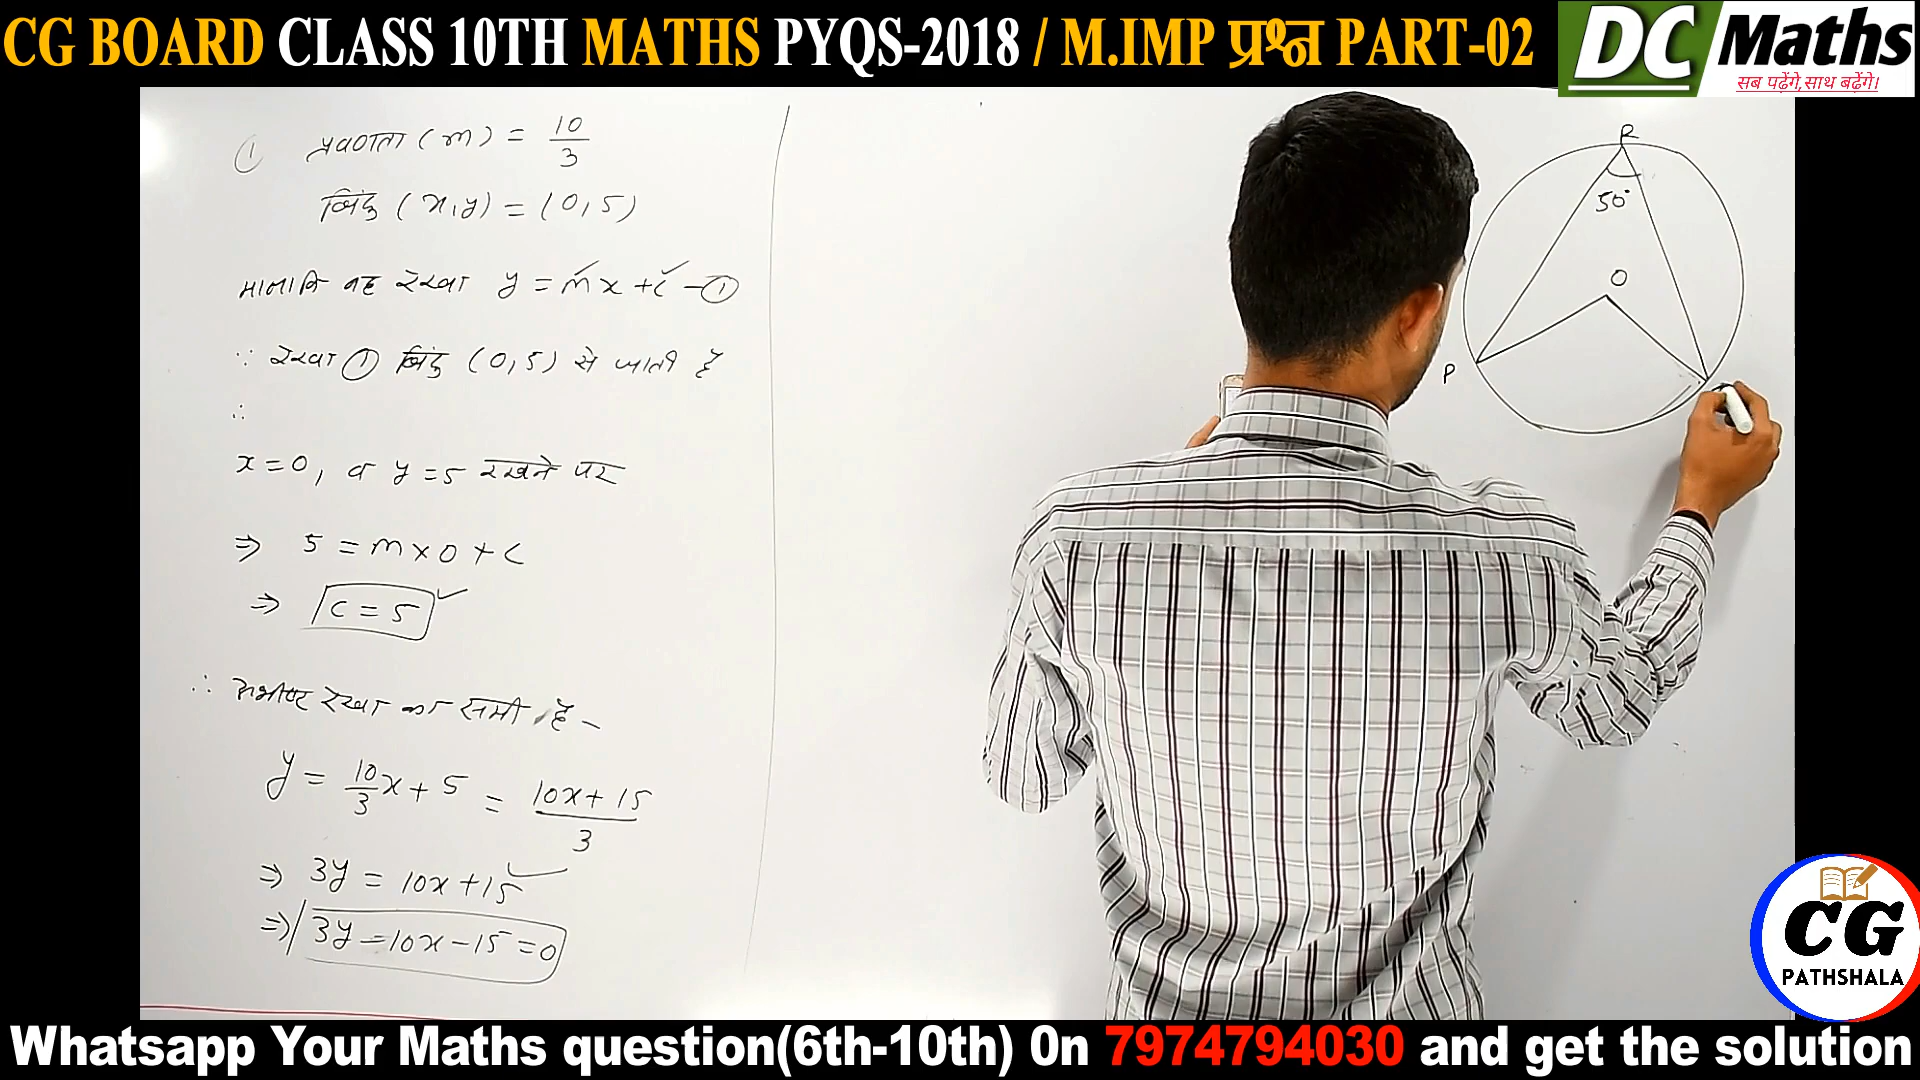 CG BOARD CLASS 10TH MATHS PYQS-2018 / M.IMP प्रश्न PART-02
DC Maths
सब पढ़ेंगे,साथ बढ़ेंगे।
① प्रवणता (m) = 10/3
बिंदु (x,y) = (0,5)
माना कि वह रेखा y = mx + c - ①
∵ रेखा ① बिंदु (0,5) से जाती है
∴
x = 0, व y = 5 रखने पर
⇒ 5 = m × 0 + c
⇒ c = 5
∴ अभीष्ट रेखा का समी. है -
y = 10/3 x + 5 = 10x + 15 / 3
⇒ 3y = 10x + 15
⇒ 3y - 10x - 15 = 0
R
50°
O
P
CG
PATHSHALA
Whatsapp Your Maths question(6th-10th) 0n 7974794030 and get the solution